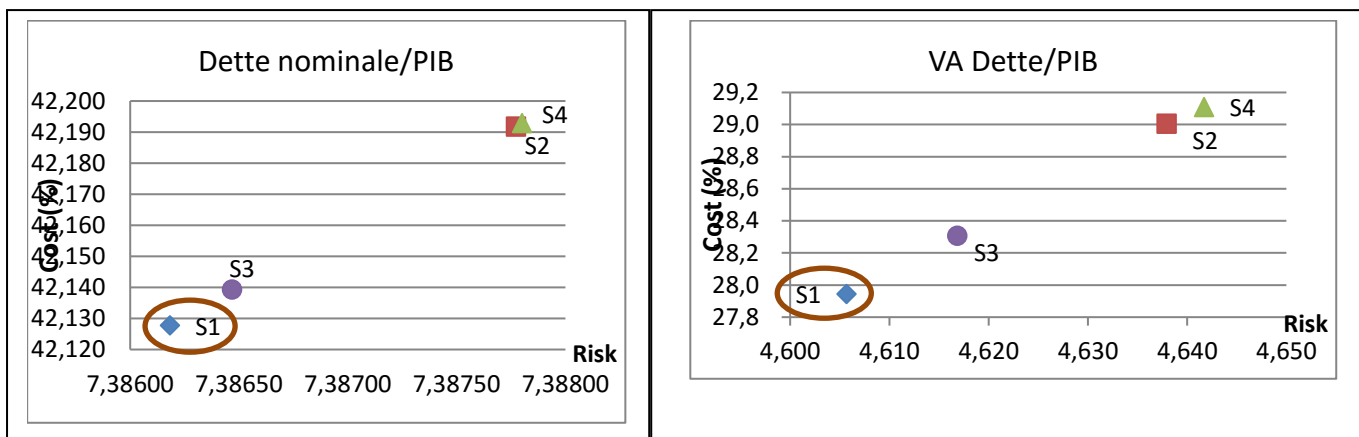 Dette nominale/PIB
42,200
42,190
42,180
42,170
42,160
42,150
42,140
42,130
42,120
Cost (%)
S4
S2
S3
S1
Risk
7,38600
7,38650
7,38700
7,38750
7,38800
VA Dette/PIB
29,2
29,0
28,8
28,6
28,4
28,2
28,0
27,8
Cost (%)
S4
S2
S3
S1
Risk
4,600
4,610
4,620
4,630
4,640
4,650